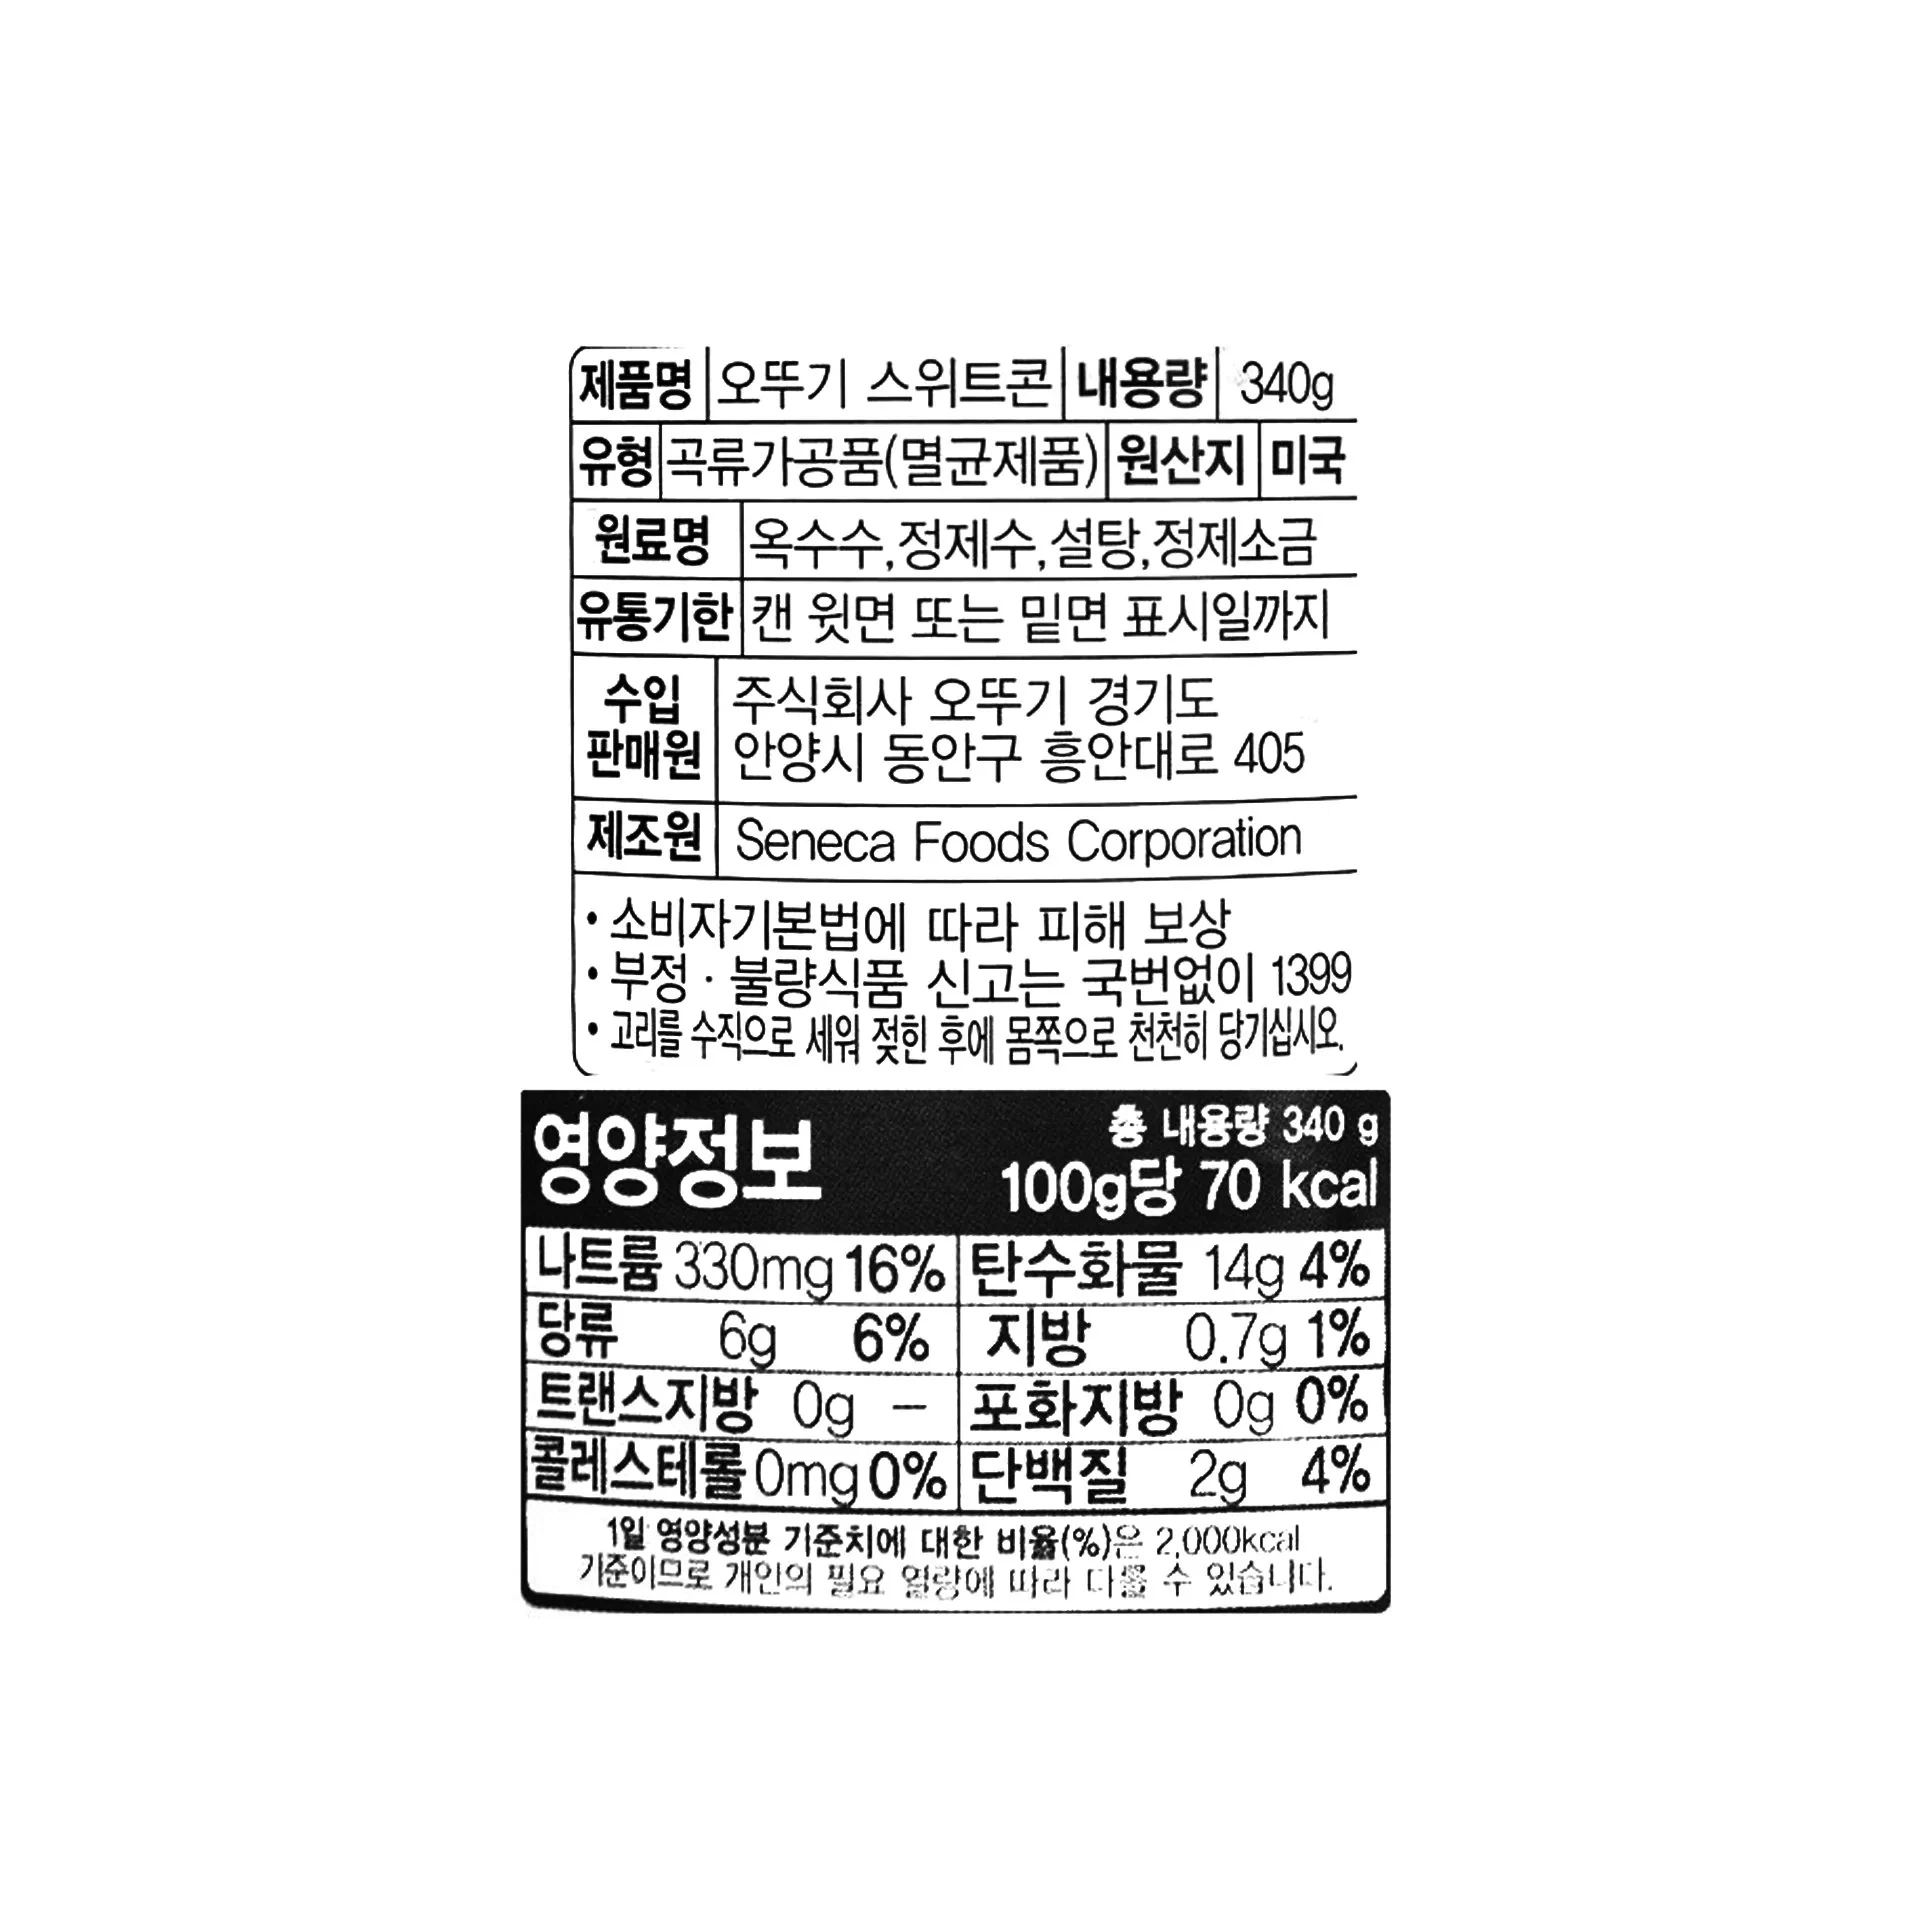 제품명 오뚜기 스위트콘 내용량 340g
유형 곡류가공품(멸균제품) 원산지 미국
원료명 옥수수,정제수,설탕,정제소금
유통기한 캔 윗면 또는 밑면 표시일까지
수입 주식회사 오뚜기 경기도
판매원 안양시 동안구 흥안대로 405
제조원 Seneca Foods Corporation
• 소비자기본법에 따라 피해 보상
• 부정 · 불량식품 신고는 국번없이 1399
• 고리를 수직으로 세워 젖힌 후에 몸쪽으로 천천히 당기십시오.
영양정보 총 내용량 340 g
100g당 70 kcal
나트륨 330mg 16% 탄수화물 14g 4%
당류 6g 6% 지방 0.7g 1%
트랜스지방 0g – 포화지방 0g 0%
콜레스테롤 0mg 0% 단백질 2g 4%
1일 영양성분 기준치에 대한 비율(%)은 2,000kcal
기준이므로 개인의 필요 열량에 따라 다를 수 있습니다.